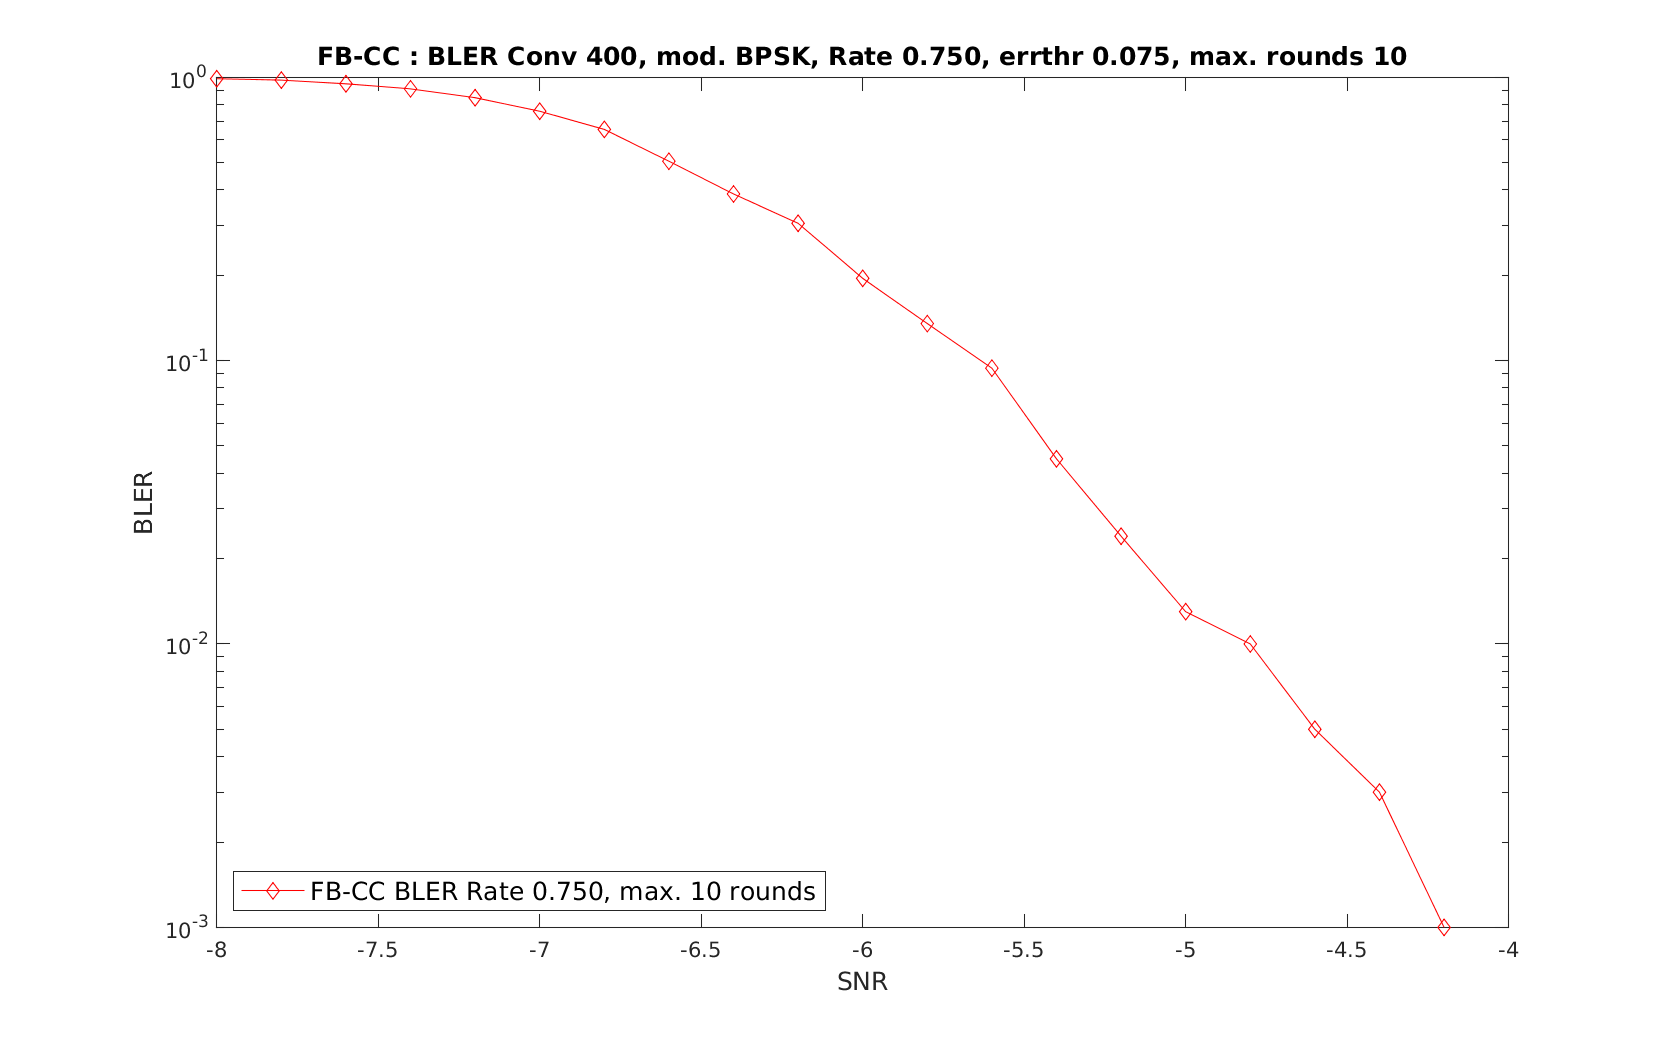 FB-CC : BLER Conv 400, mod. BPSK, Rate 0.750, errthr 0.075, max. rounds 10
10^0
10^-1
10^-2
10^-3
BLER
FB-CC BLER Rate 0.750, max. 10 rounds
-8 -7.5 -7 -6.5 -6 -5.5 -5 -4.5 -4
SNR